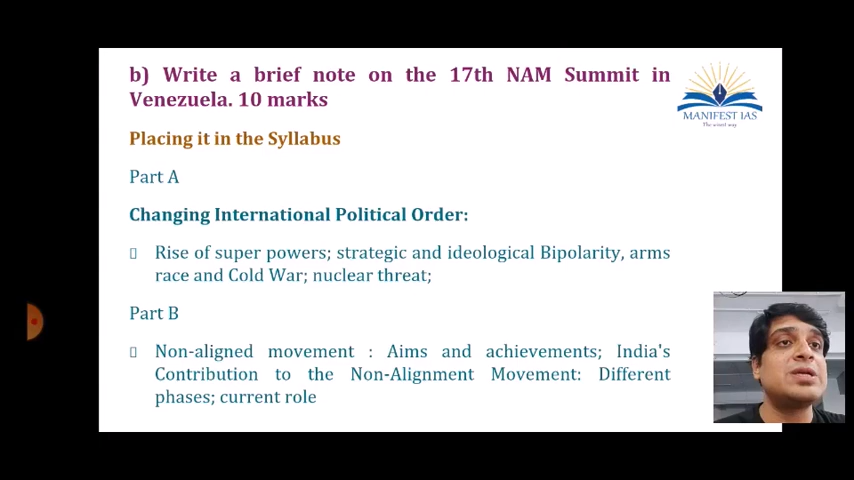 b) Write a brief note on the 17th NAM Summit in
Venezuela. 10 marks
MANIFEST IAS
The smart way
Placing it in the Syllabus
Part A
Changing International Political Order:
Rise of super powers; strategic and ideological Bipolarity, arms
race and Cold War; nuclear threat;
Part B
Non-aligned movement : Aims and achievements; India's
Contribution to the Non-Alignment Movement: Different
phases; current role